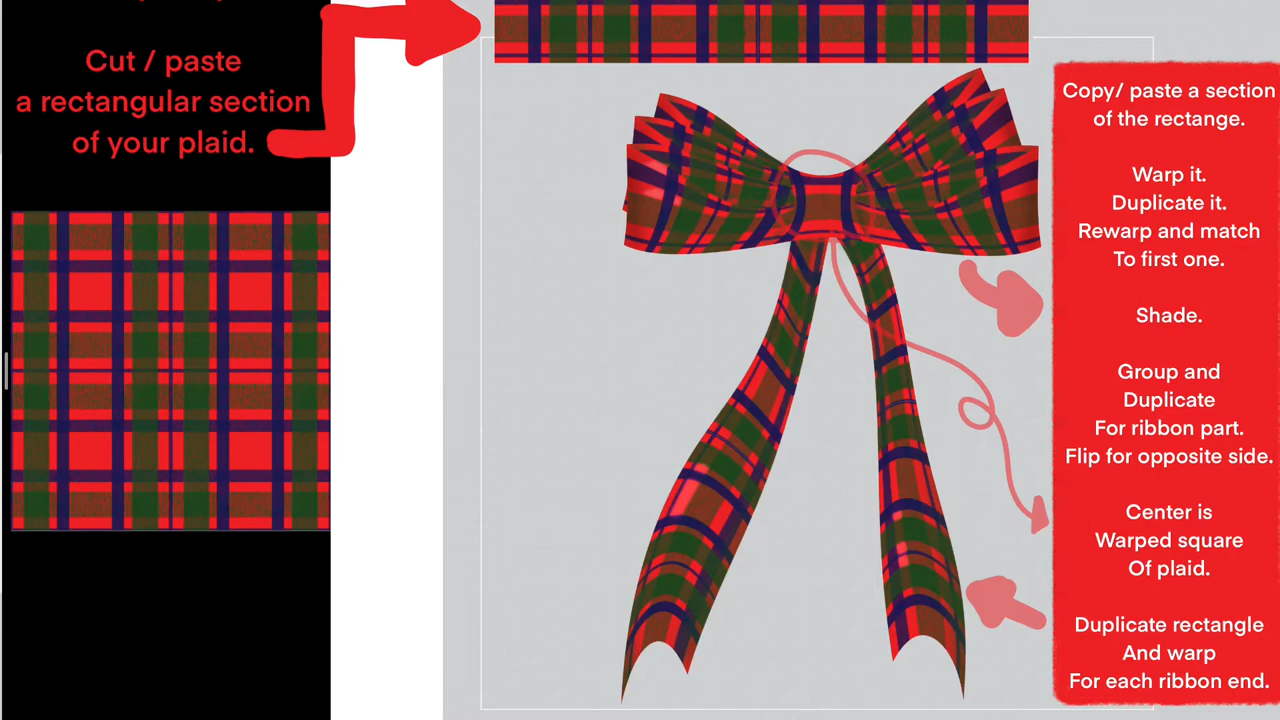 Cut / paste
a rectangular section
of your plaid.
Copy/ paste a section
of the rectange.
Warp it.
Duplicate it.
Rewarp and match
To first one.
Shade.
Group and
Duplicate
For ribbon part.
Flip for opposite side.
Center is
Warped square
Of plaid.
Duplicate rectangle
And warp
For each ribbon end.